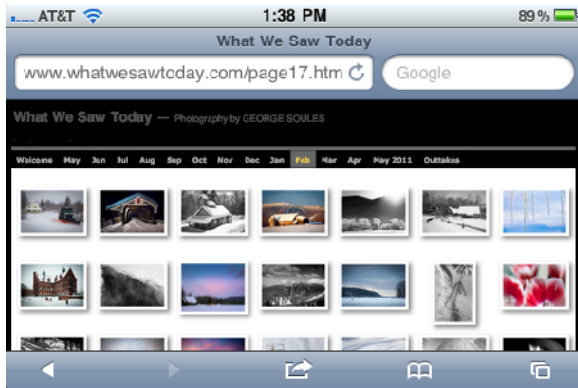 AT&T 1:38 PM 89 %
What We Saw Today
www.whatwesawtoday.com/page17.htm Google
What We Saw Today — Photography by GEORGE SOULES
Welcome May Jun Jul Aug Sep Oct Nov Dec Jan Feb Mar Apr May 2011 Outtakes